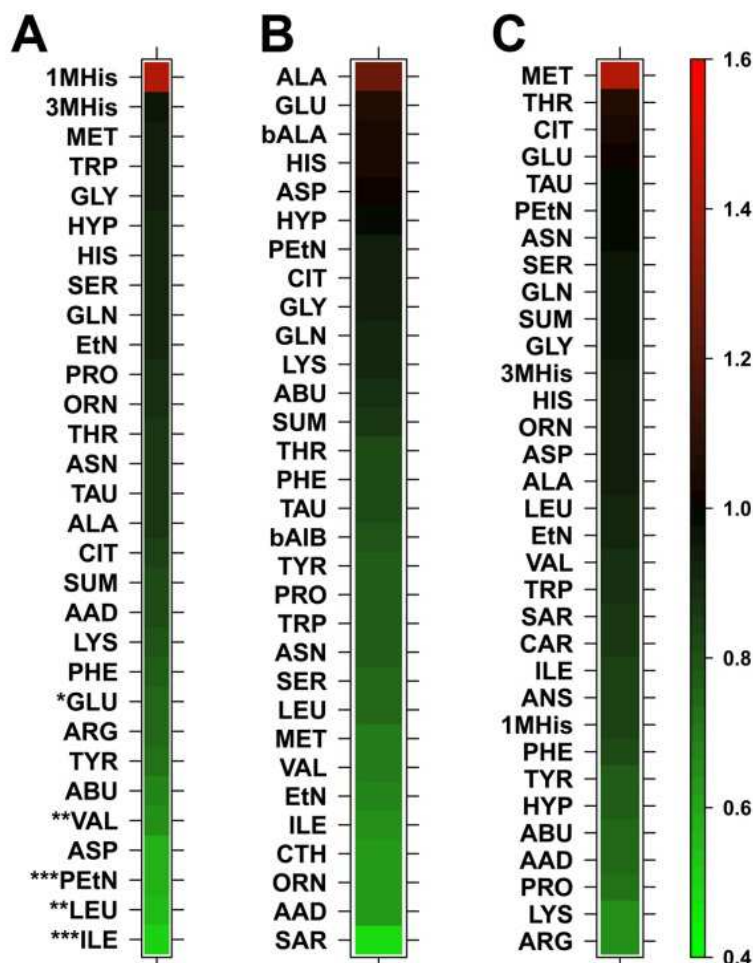 A
1MHis
3MHis
MET
TRP
GLY
HYP
HIS
SER
GLN
EtN
PRO
ORN
THR
ASN
TAU
ALA
CIT
SUM
AAD
LYS
PHE
*GLU
ARG
TYR
ABU
**VAL
ASP
***PEtN
**LEU
***ILE
B
ALA
GLU
bALA
HIS
ASP
HYP
PEtN
CIT
GLY
GLN
LYS
ABU
SUM
THR
PHE
TAU
bAIB
TYR
PRO
TRP
ASN
SER
LEU
MET
VAL
EtN
ILE
CTH
ORN
AAD
SAR
C
MET
THR
CIT
GLU
TAU
PEtN
ASN
SER
GLN
SUM
GLY
3MHis
HIS
ORN
ASP
ALA
LEU
EtN
VAL
TRP
SAR
CAR
ILE
ANS
1MHis
PHE
TYR
HYP
ABU
AAD
PRO
LYS
ARG
1.6
1.4
1.2
1.0
0.8
0.6
0.4